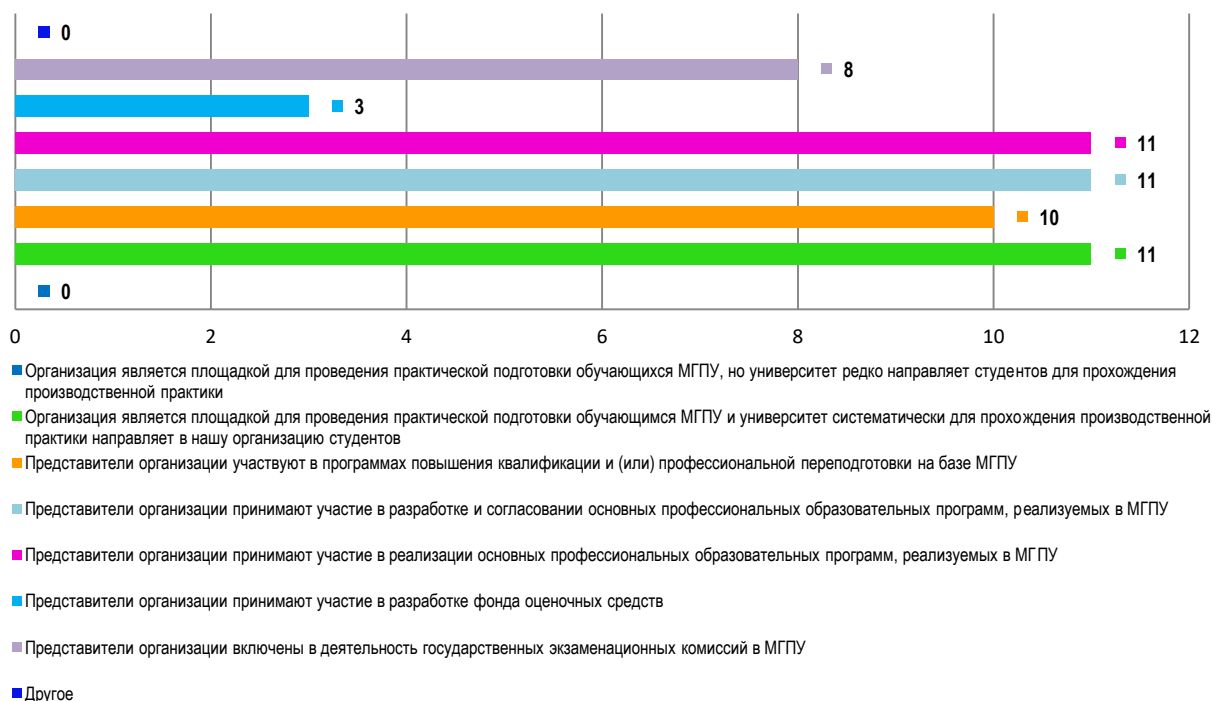 0
8
3
11
11
10
11
0
0 2 4 6 8 10 12
Организация является площадкой для проведения практической подготовки обучающихся МГПУ, но университет редко направляет студентов для прохождения
производственной практики
Организация является площадкой для проведения практической подготовки обучающимся МГПУ и университет систематически для прохождения производственной
практики направляет в нашу организацию студентов
Представители организации участвуют в программах повышения квалификации и (или) профессиональной переподготовки на базе МГПУ
Представители организации принимают участие в разработке и согласовании основных профессиональных образовательных программ, реализуемых в МГПУ
Представители организации принимают участие в реализации основных профессиональных образовательных программ, реализуемых в МГПУ
Представители организации принимают участие в разработке фонда оценочных средств
Представители организации включены в деятельность государственных экзаменационных комиссий в МГПУ
Другое